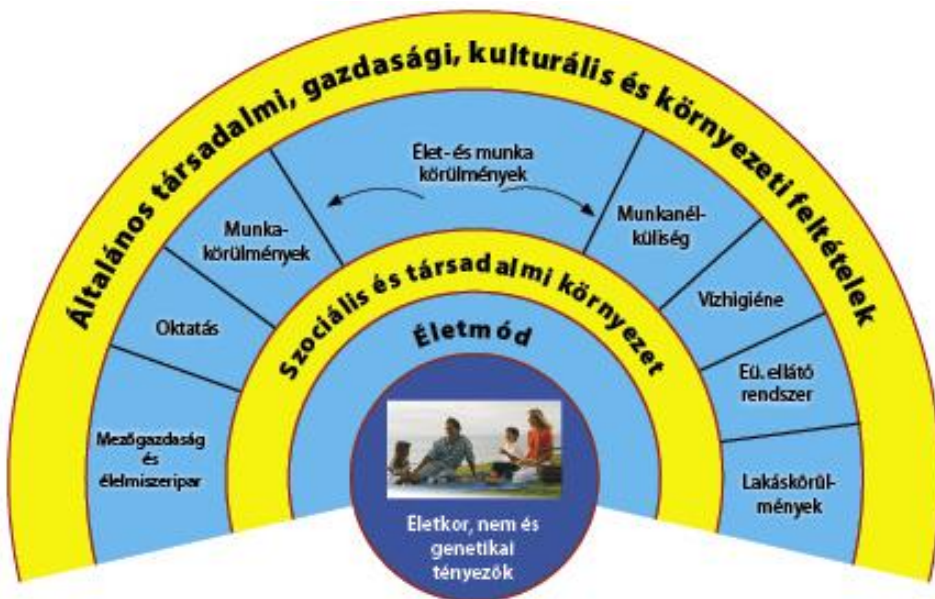 Általános társadalmi, gazdasági, kulturális és környezeti feltételek
Élet- és munka
körülmények
Munka-
körülmények
Munkanél-
küliség
Oktatás
Vízhigiéne
Mezőgazdaság
és
élelmiszeripar
Eü. ellátó
rendszer
Lakáskörül-
mények
Szociális és társadalmi környezet
Életmód
Életkor, nem és
genetikai
tényezők